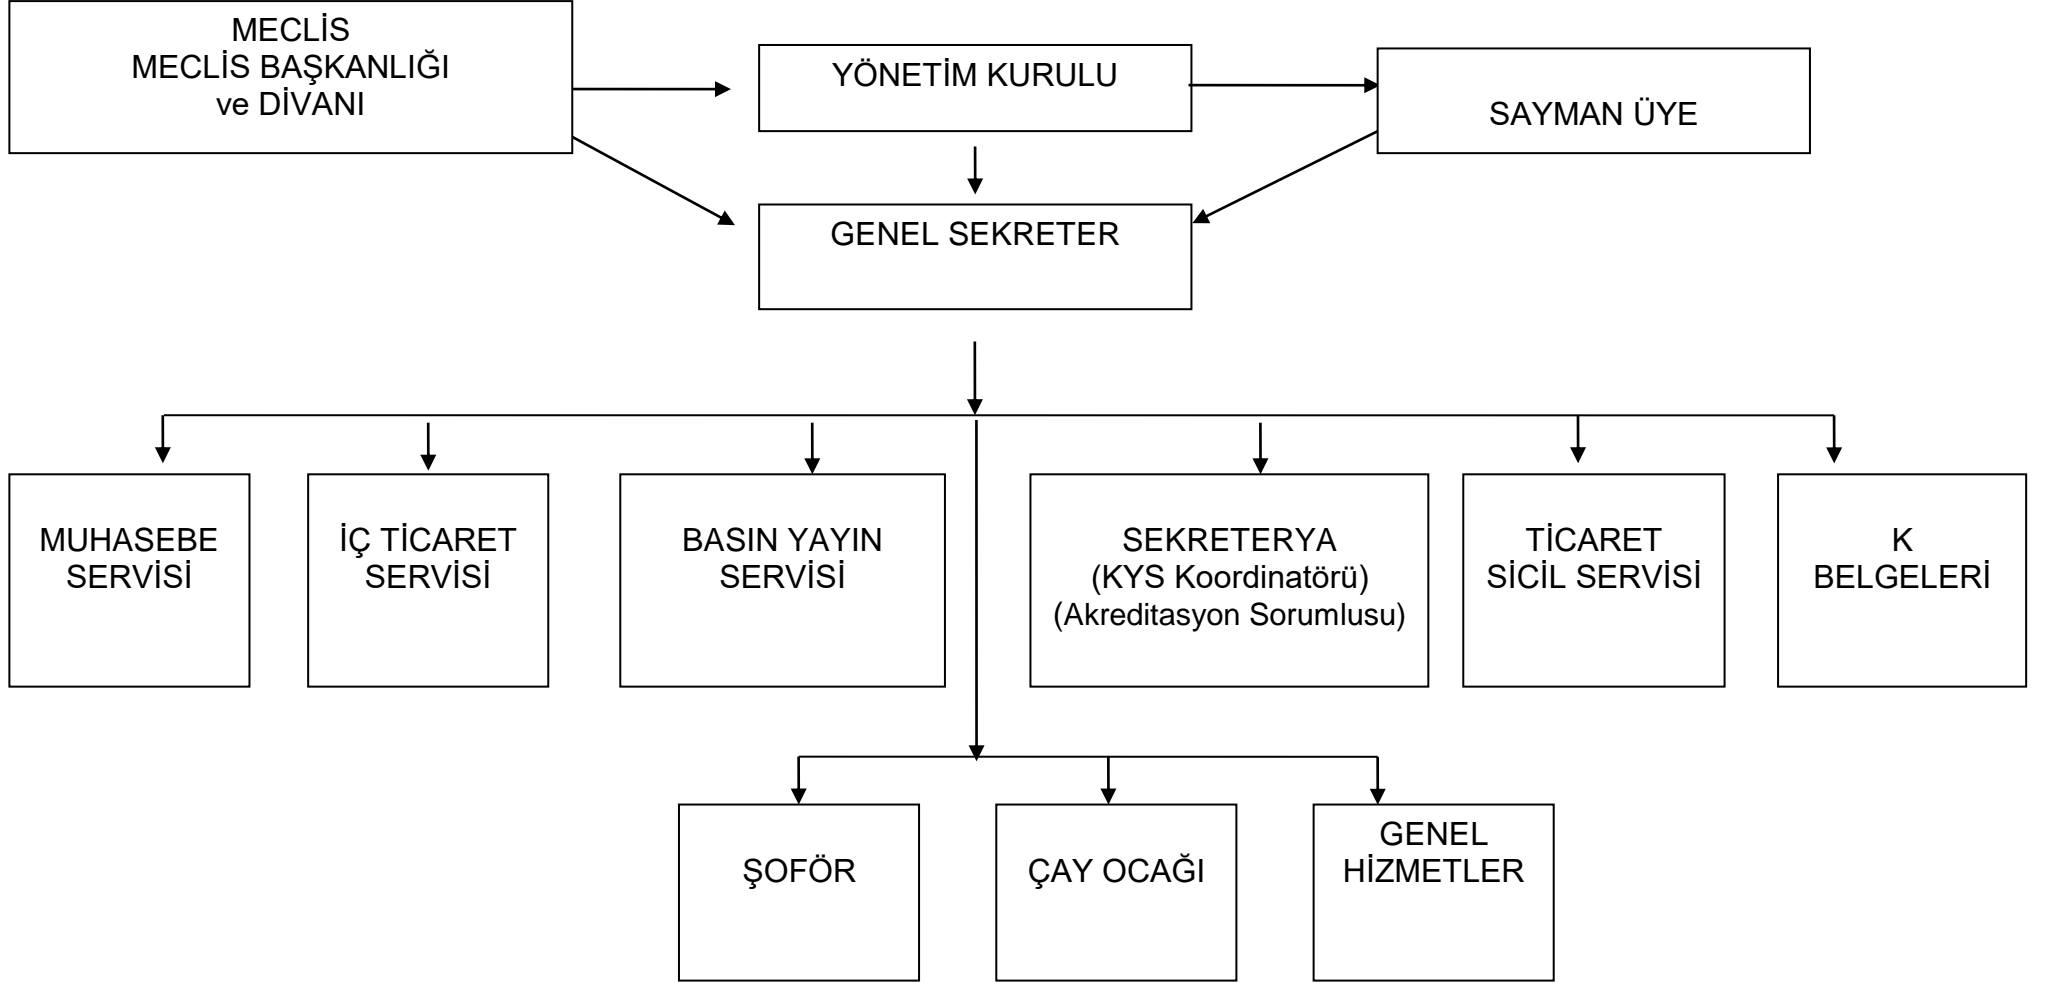 MECLİS
MECLİS BAŞKANLIĞI
ve DİVANI
YÖNETİM KURULU
SAYMAN ÜYE
GENEL SEKRETER
MUHASEBE
SERVİSİ
İÇ TİCARET
SERVİSİ
BASIN YAYIN
SERVİSİ
SEKRETERYA
(KYS Koordinatörü)
(Akreditasyon Sorumlusu)
TİCARET
SİCİL SERVİSİ
K
BELGELERİ
ŞOFÖR
ÇAY OCAĞI
GENEL
HİZMETLER